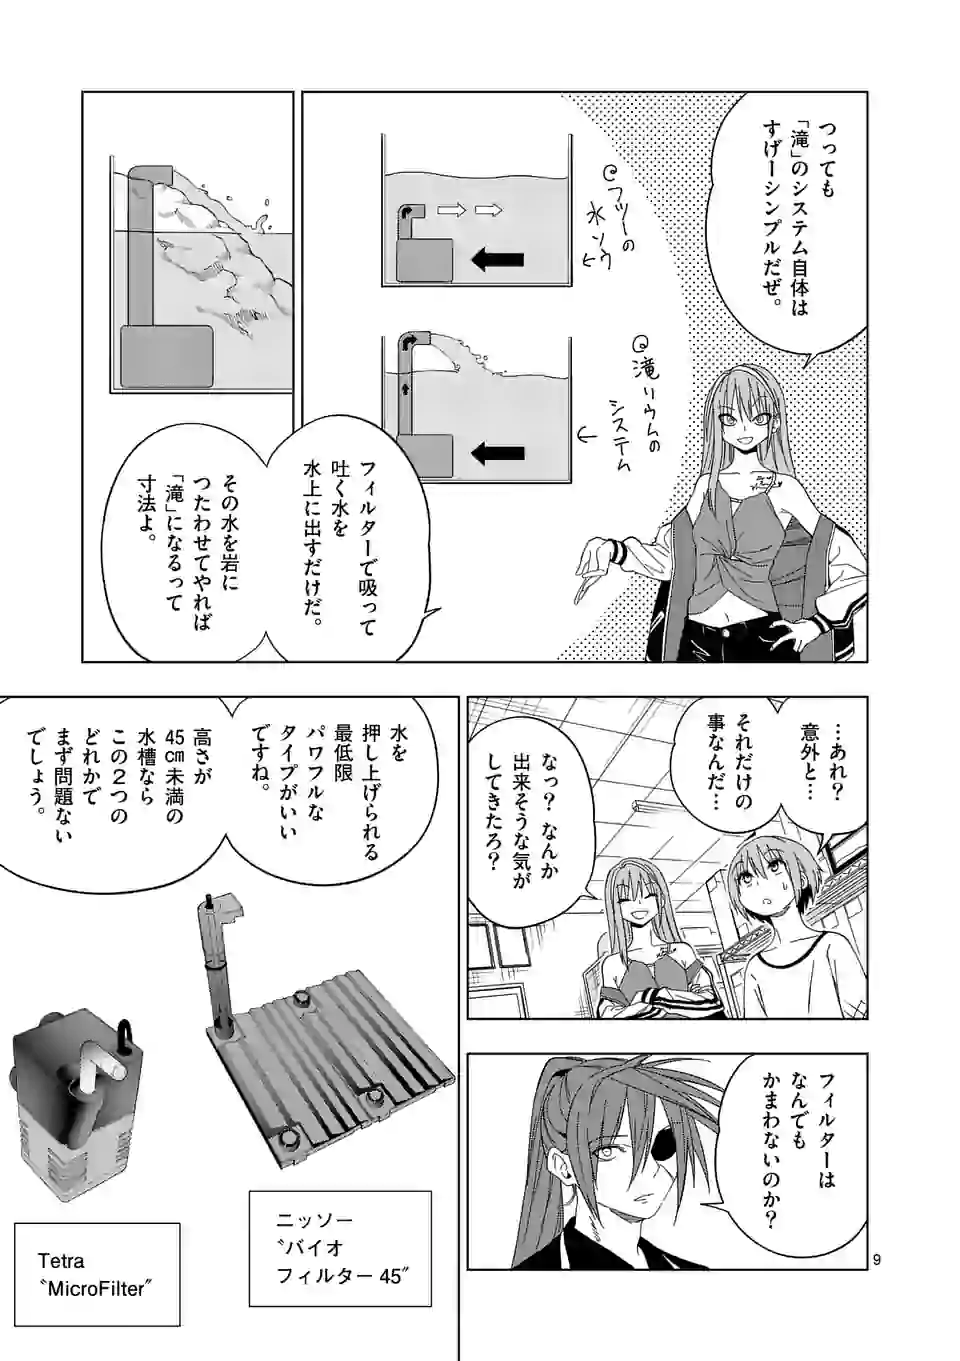 つっても
「滝」のシステム自体は
すげーシンプルだぜ。
フツーの
水ソウ
滝リウムの
システム
フィルターで吸って
吐く水を
水上に出すだけだ。
その水を岩に
つたわせてやれば
「滝」になるって
寸法よ。
…あれ?
意外と…
それだけの
事なんだ…
なっ?なんか
出来そうな気が
してきたろ?
フィルターは
なんでも
かまわないのか?
水を
押し上げられる
最低限
パワフルな
タイプがいい
ですね。
高さが
45cm未満の
水槽なら
この2つの
どれかで
まず問題ない
でしょう。
ニッソー
〝バイオ
フィルター 45〟
Tetra
〝MicroFilter〟
9